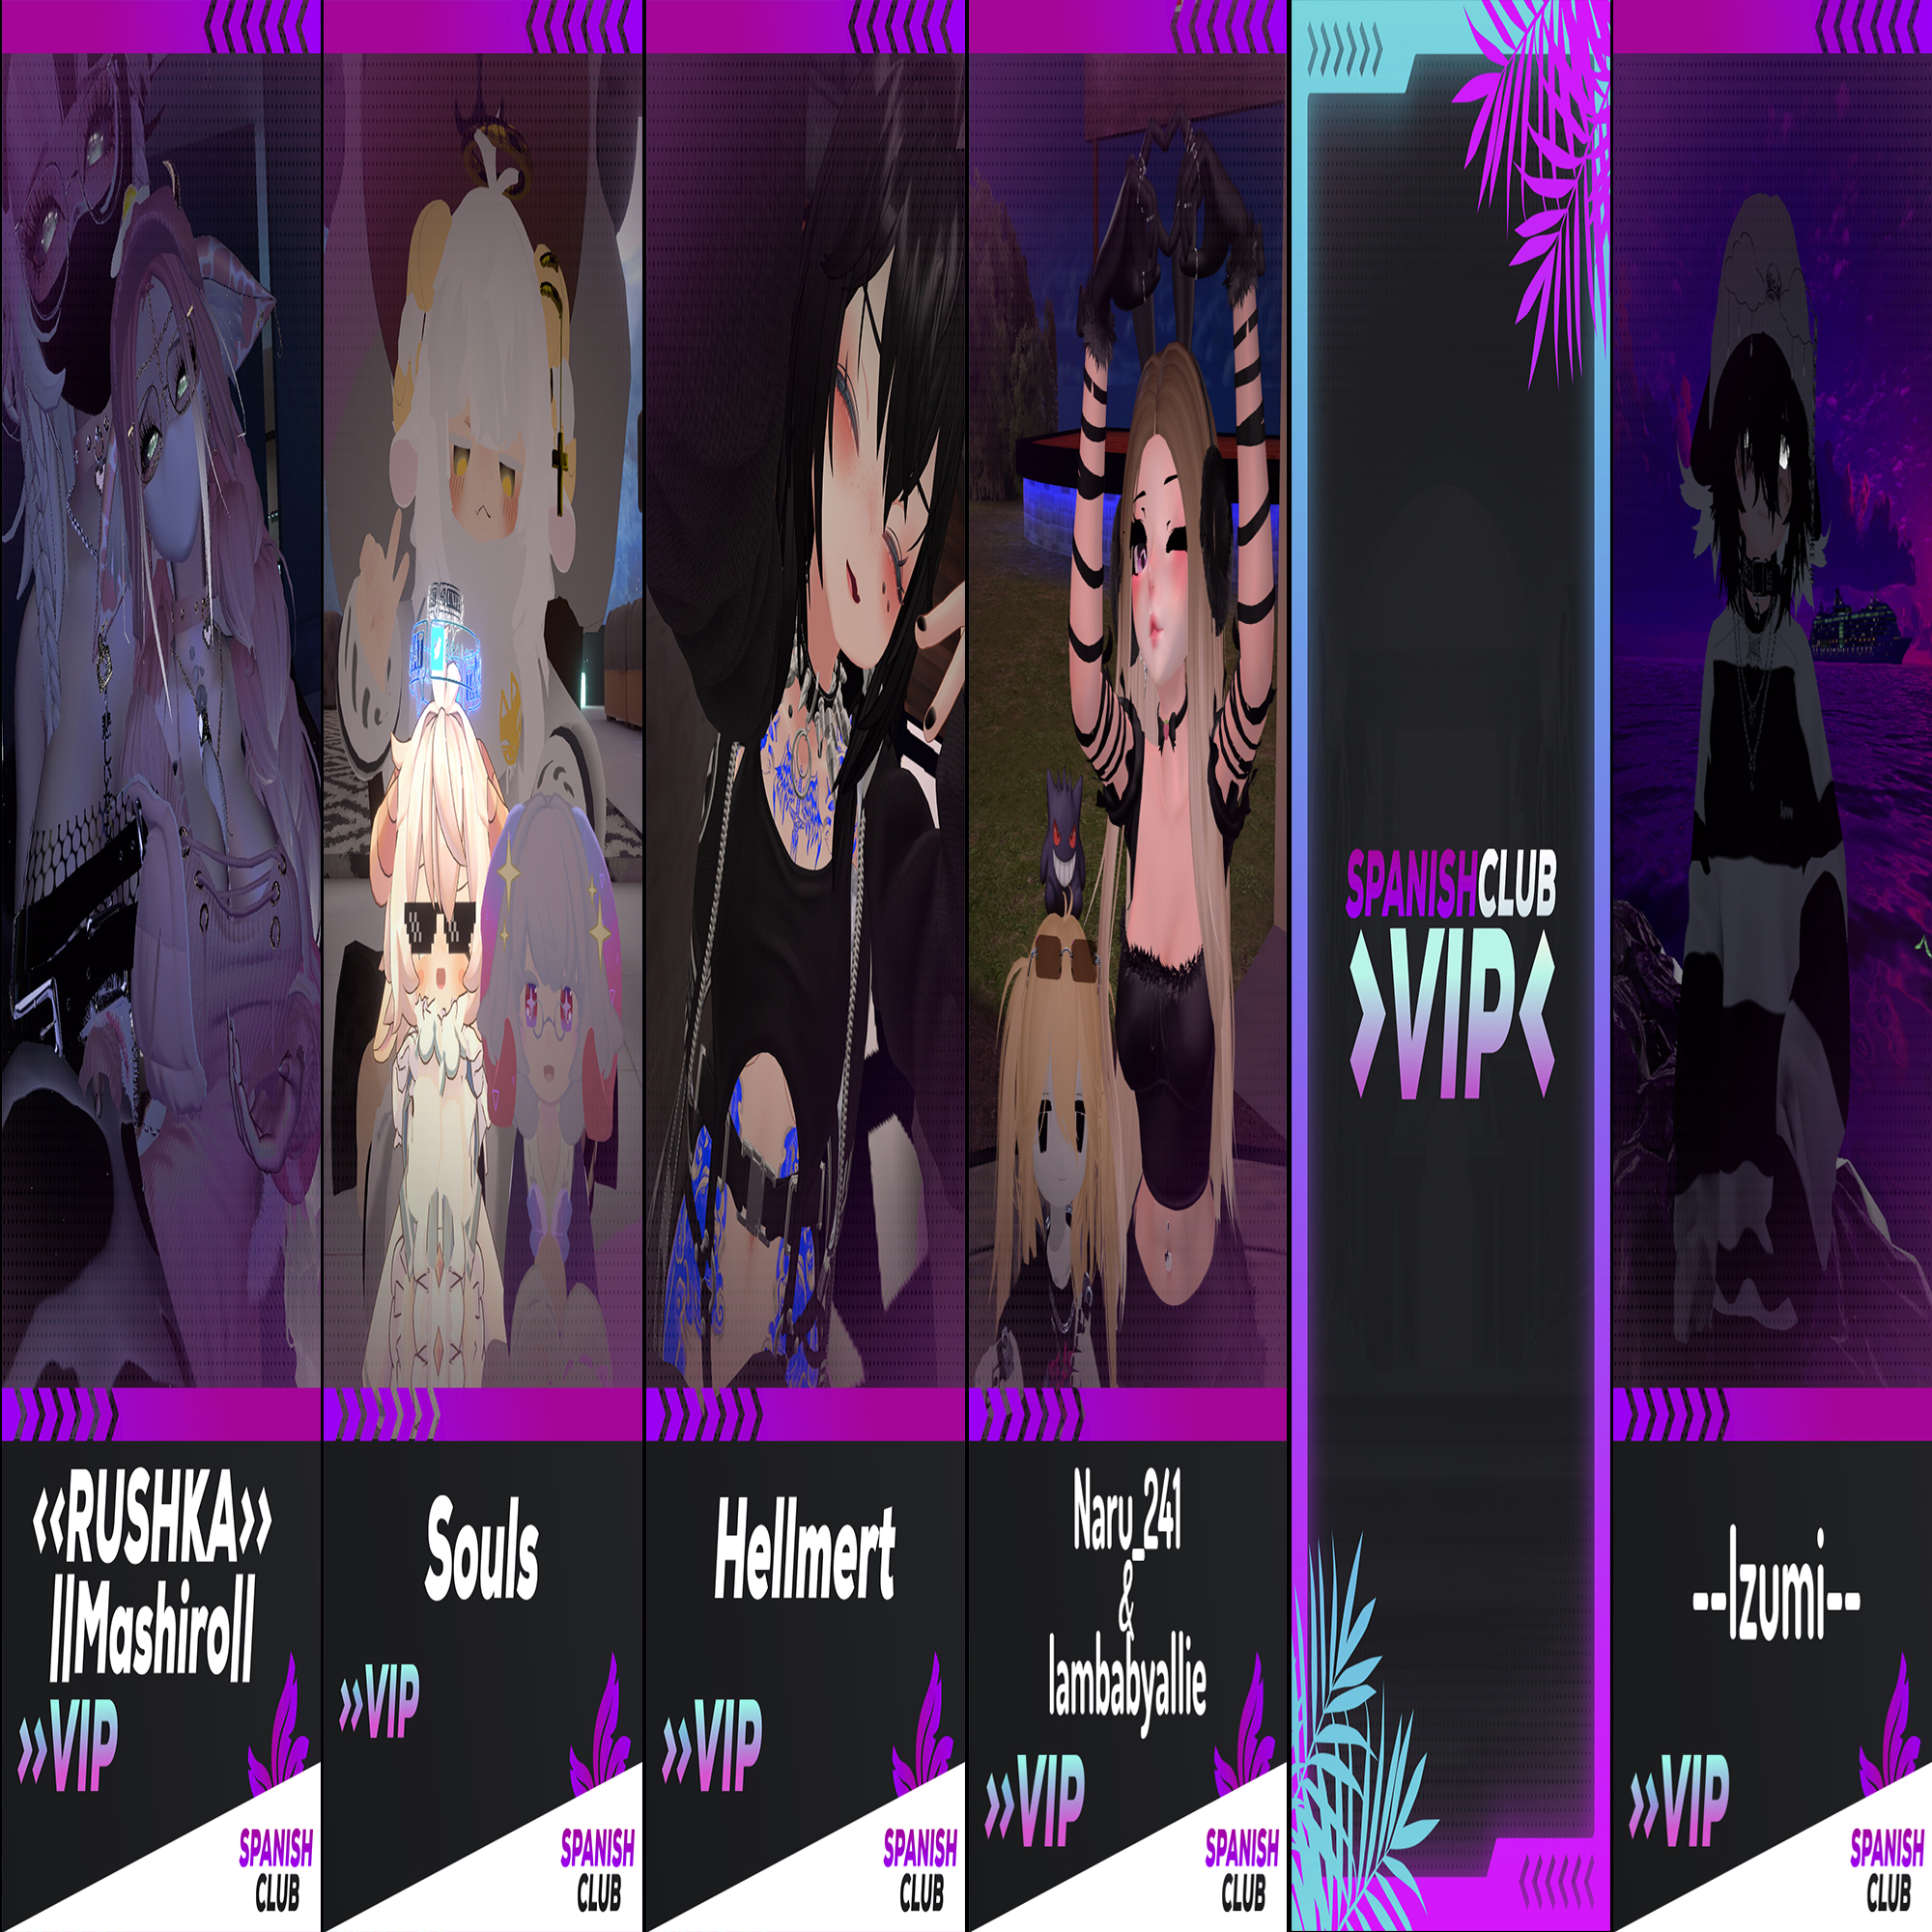 ‹‹RUSHKA››
||Mashiro||
››VIP
SPANISH
CLUB
Souls
››VIP
SPANISH
CLUB
Hellmert
››VIP
SPANISH
CLUB
Naru_241
&
Iambabyallie
››VIP
SPANISH
CLUB
SPANISHCLUB
›VIP‹
--Izumi--
››VIP
SPANISH
CLUB